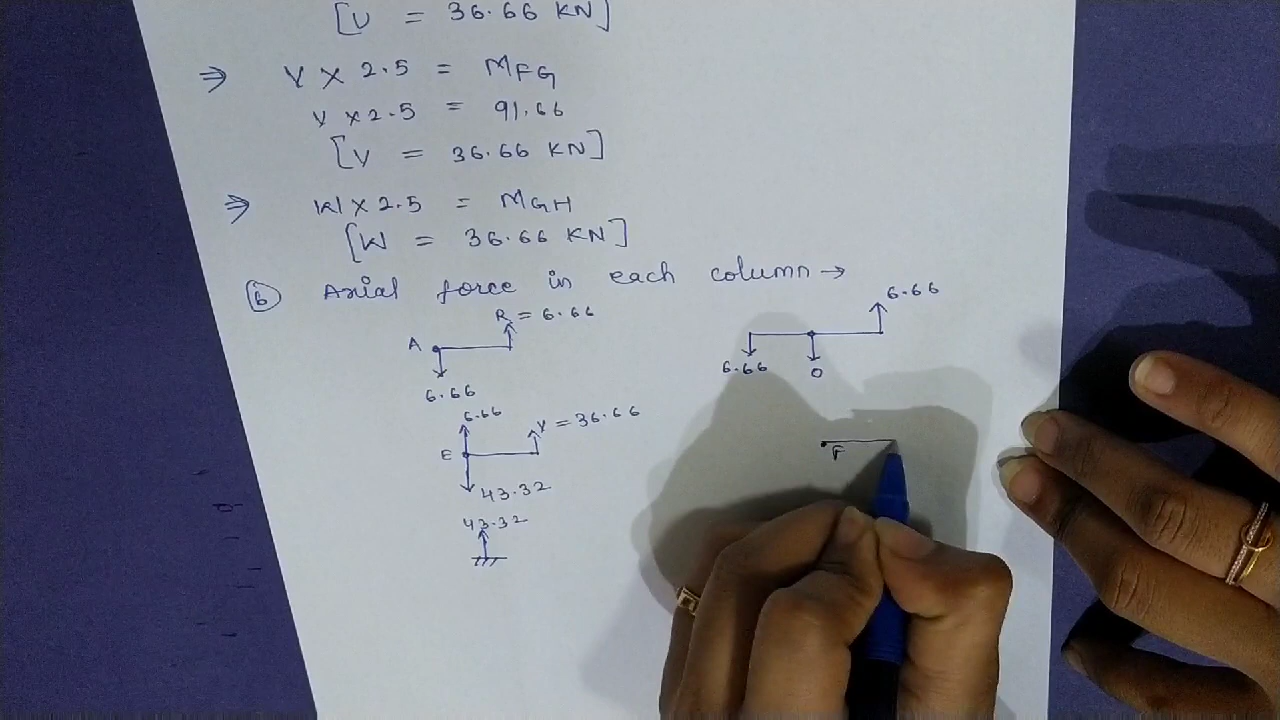 [U = 36.66 KN]
⇒ V × 2.5 = MFG
V × 2.5 = 91.66
[V = 36.66 KN]
⇒ W × 2.5 = MGH
[W = 36.66 KN]
(b) Axial force in each column →
R = 6.66
A
6.66
6.66
V = 36.66
E
43.32
43.32
6.66
6.66
0
F